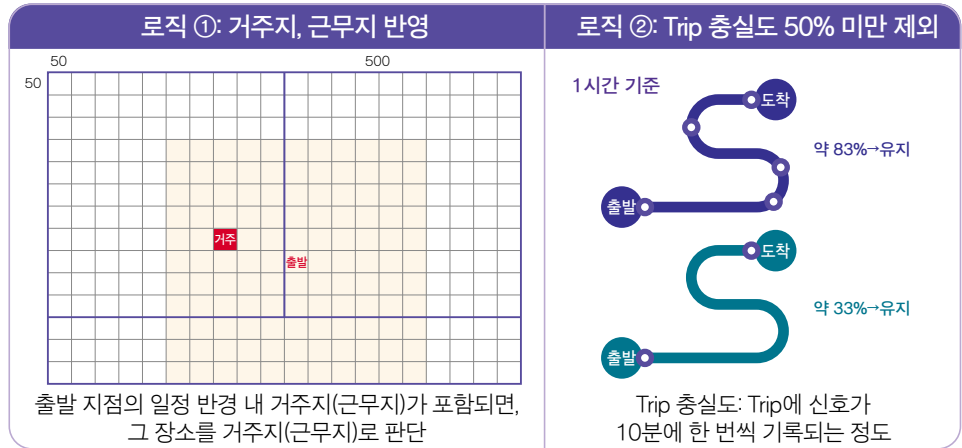 로직 ①: 거주지, 근무지 반영
50
500
50
거주
출발
출발 지점의 일정 반경 내 거주지(근무지)가 포함되면,
그 장소를 거주지(근무지)로 판단
로직 ②: Trip 충실도 50% 미만 제외
1시간 기준
도착
약 83%→유지
출발
도착
약 33%→유지
출발
Trip 충실도: Trip에 신호가
10분에 한 번씩 기록되는 정도